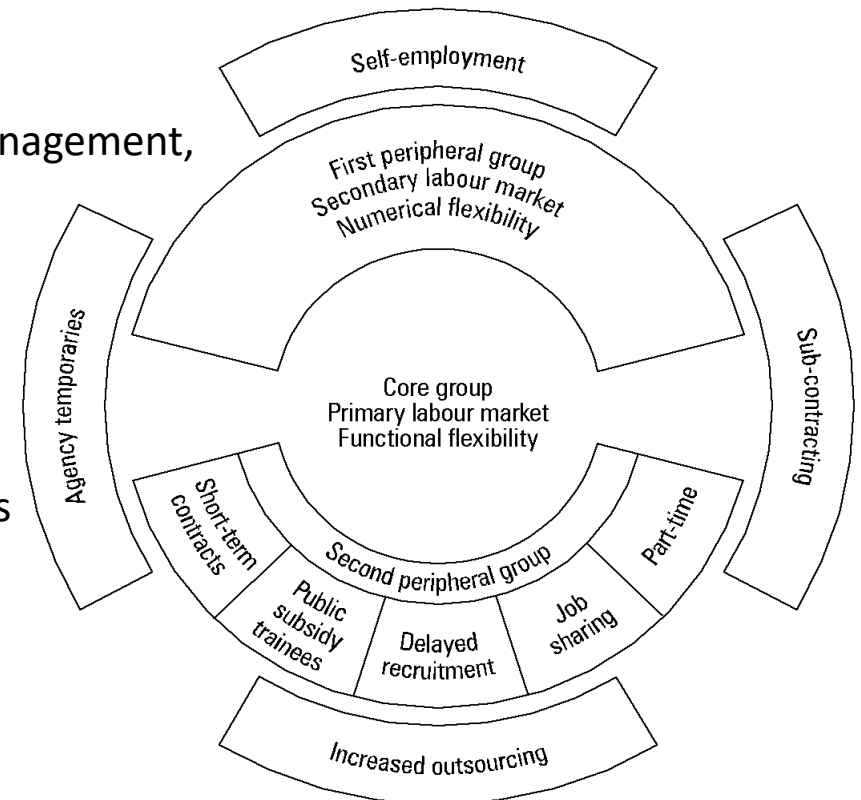 nagement,
s
Self-employment
First peripheral group
Secondary labour market
Numerical flexibility
Agency temporaries
Sub-contracting
Core group
Primary labour market
Functional flexibility
Second peripheral group
Short-term
contracts
Public
subsidy
trainees
Delayed
recruitment
Job
sharing
Part-time
Increased outsourcing